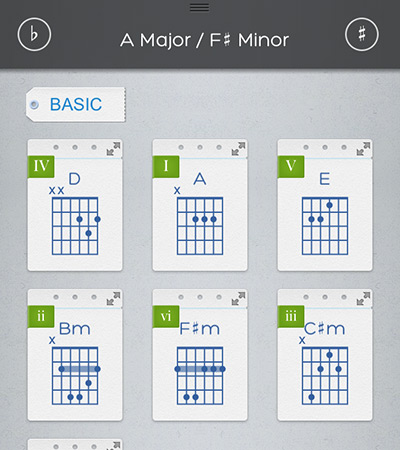 ♭ A Major / F♯ Minor ♯
BASIC
IV I V
D A E
xx x
ii vi iii
Bm F♯m C♯m
x x